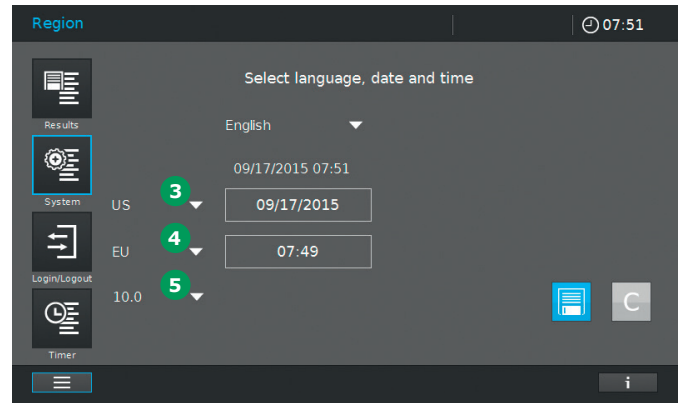 Region
07:51
Select language, date and time
Results
English
09/17/2015 07:51
System
US
3
09/17/2015
EU
4
07:49
Login/Logout
10.0
5
C
Timer
i